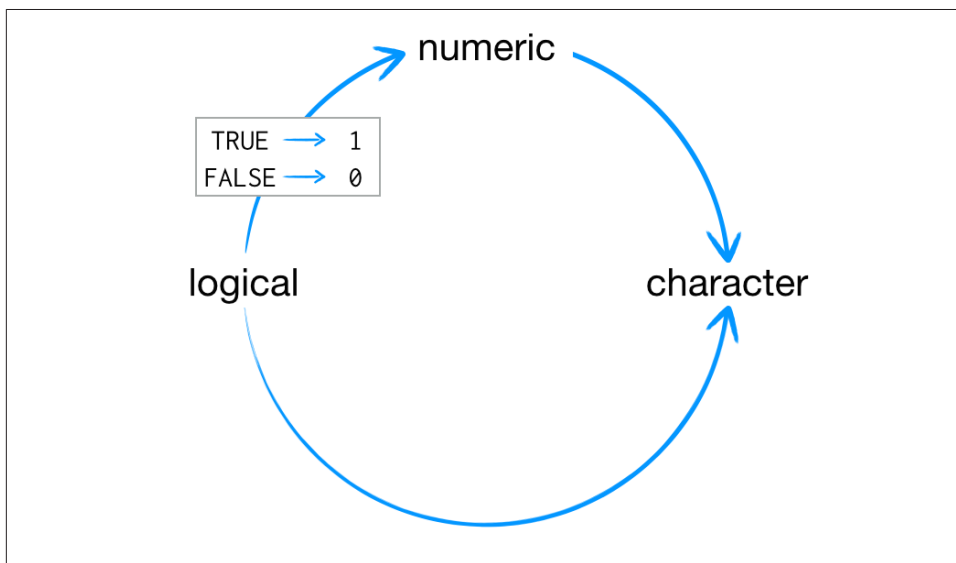 numeric
TRUE → 1
FALSE → 0
logical
character